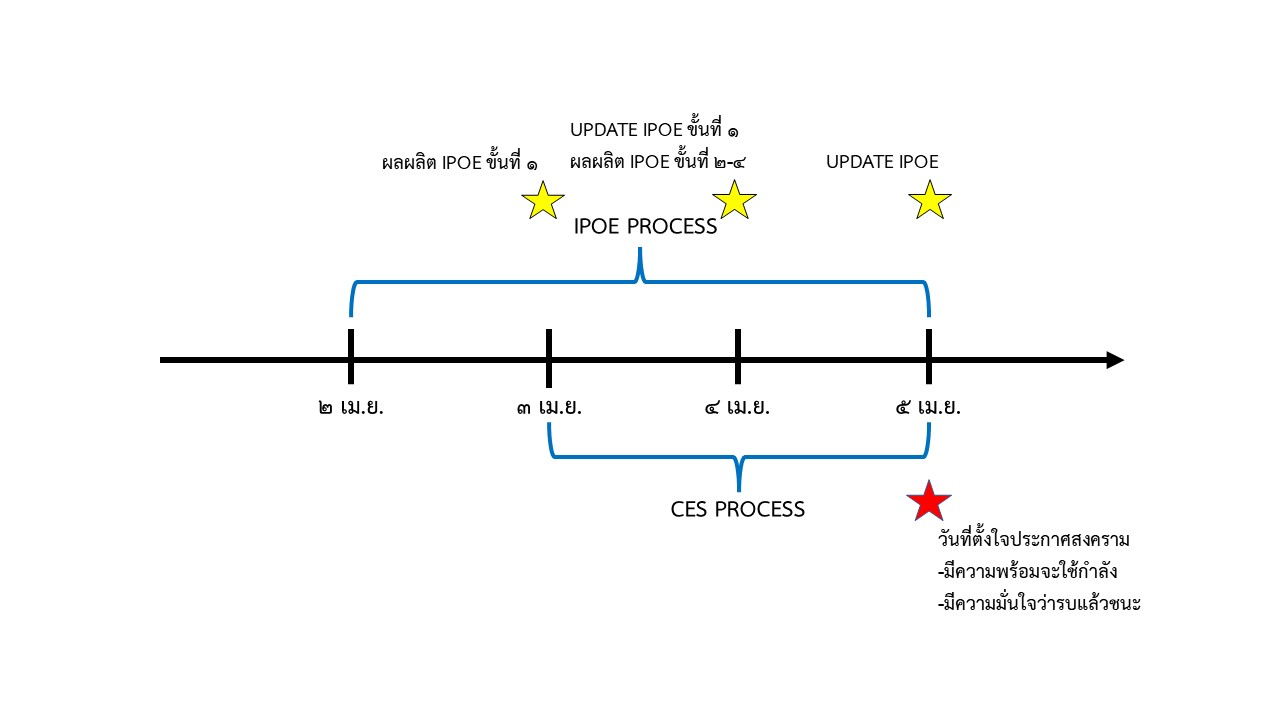 UPDATE IPOE ขั้นที่ ๑
ผลผลิต IPOE ขั้นที่ ๑
ผลผลิต IPOE ขั้นที่ ๒-๔
UPDATE IPOE
IPOE PROCESS
๒ เม.ย.
๓ เม.ย.
๔ เม.ย.
๕ เม.ย.
CES PROCESS
วันที่ตั้งใจประกาศสงคราม
-มีความพร้อมจะใช้กำลัง
-มีความมั่นใจว่ารบแล้วชนะ